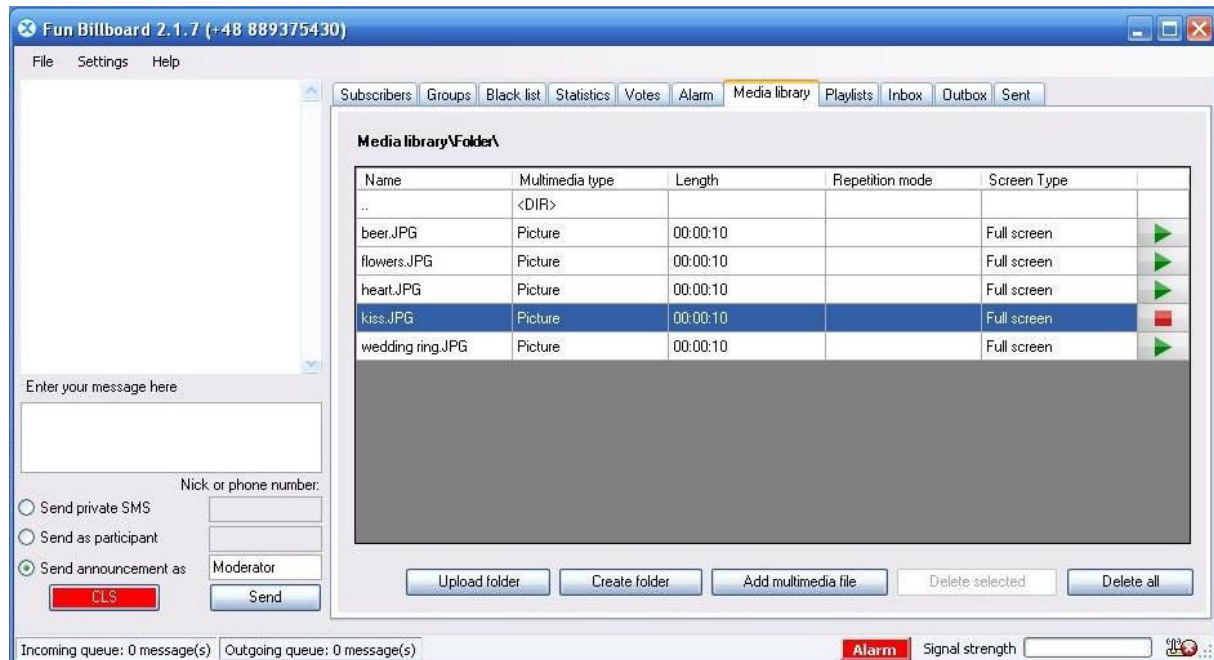 Fun Billboard 2.1.7 (+48 889375430)
File Settings Help
Subscribers Groups Black list Statistics Votes Alarm Media library Playlists Inbox Outbox Sent
Media library\Folder\
Name Multimedia type Length Repetition mode Screen Type
.. <DIR>
beer.JPG Picture 00:00:10 Full screen
flowers.JPG Picture 00:00:10 Full screen
heart.JPG Picture 00:00:10 Full screen
kiss.JPG Picture 00:00:10 Full screen
wedding ring.JPG Picture 00:00:10 Full screen
Enter your message here
Nick or phone number:
Send private SMS
Send as participant
Send announcement as Moderator
CLS Send
Upload folder Create folder Add multimedia file Delete selected Delete all
Incoming queue: 0 message(s) Outgoing queue: 0 message(s) Alarm Signal strength